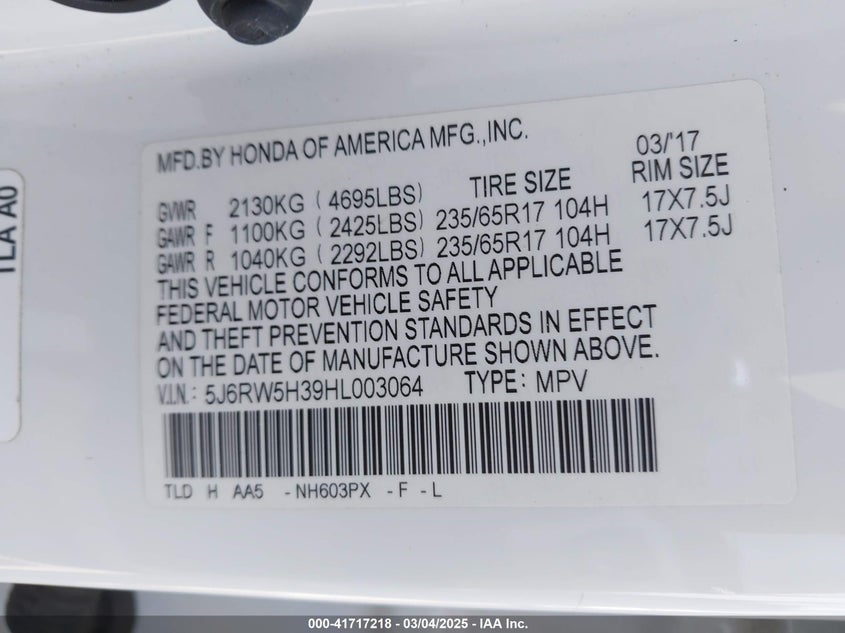 TLA A0
MFD.BY HONDA OF AMERICA MFG.,INC.
03/'17
GVWR 2130KG ( 4695LBS) TIRE SIZE RIM SIZE
GAWR F 1100KG ( 2425LBS) 235/65R17 104H 17X7.5J
GAWR R 1040KG ( 2292LBS) 235/65R17 104H 17X7.5J
THIS VEHICLE CONFORMS TO ALL APPLICABLE
FEDERAL MOTOR VEHICLE SAFETY
AND THEFT PREVENTION STANDARDS IN EFFECT
ON THE DATE OF MANUFACTURE SHOWN ABOVE.
V.I.N.: 5J6RW5H39HL003064 TYPE: MPV
TLD H AA5 -NH603PX -F -L
000-41717218 - 03/04/2025 - IAA Inc.